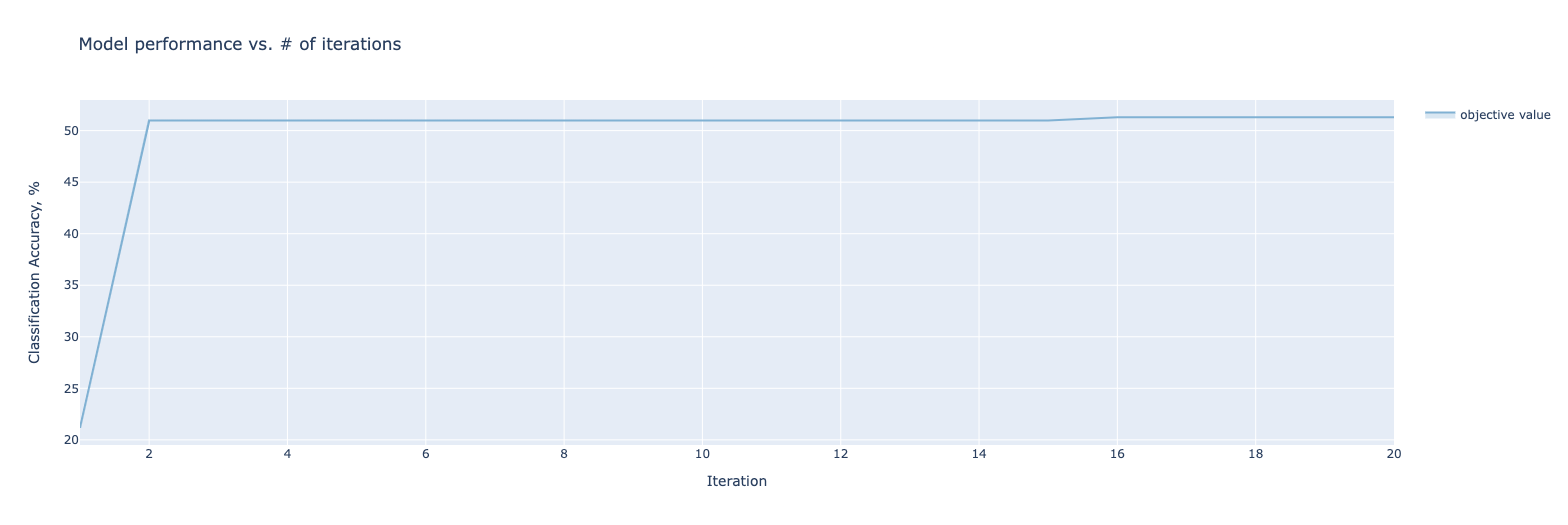 Model performance vs. # of iterations
objective value
50
45
40
35
30
25
20
Classification Accuracy, %
2 4 6 8 10 12 14 16 18 20
Iteration